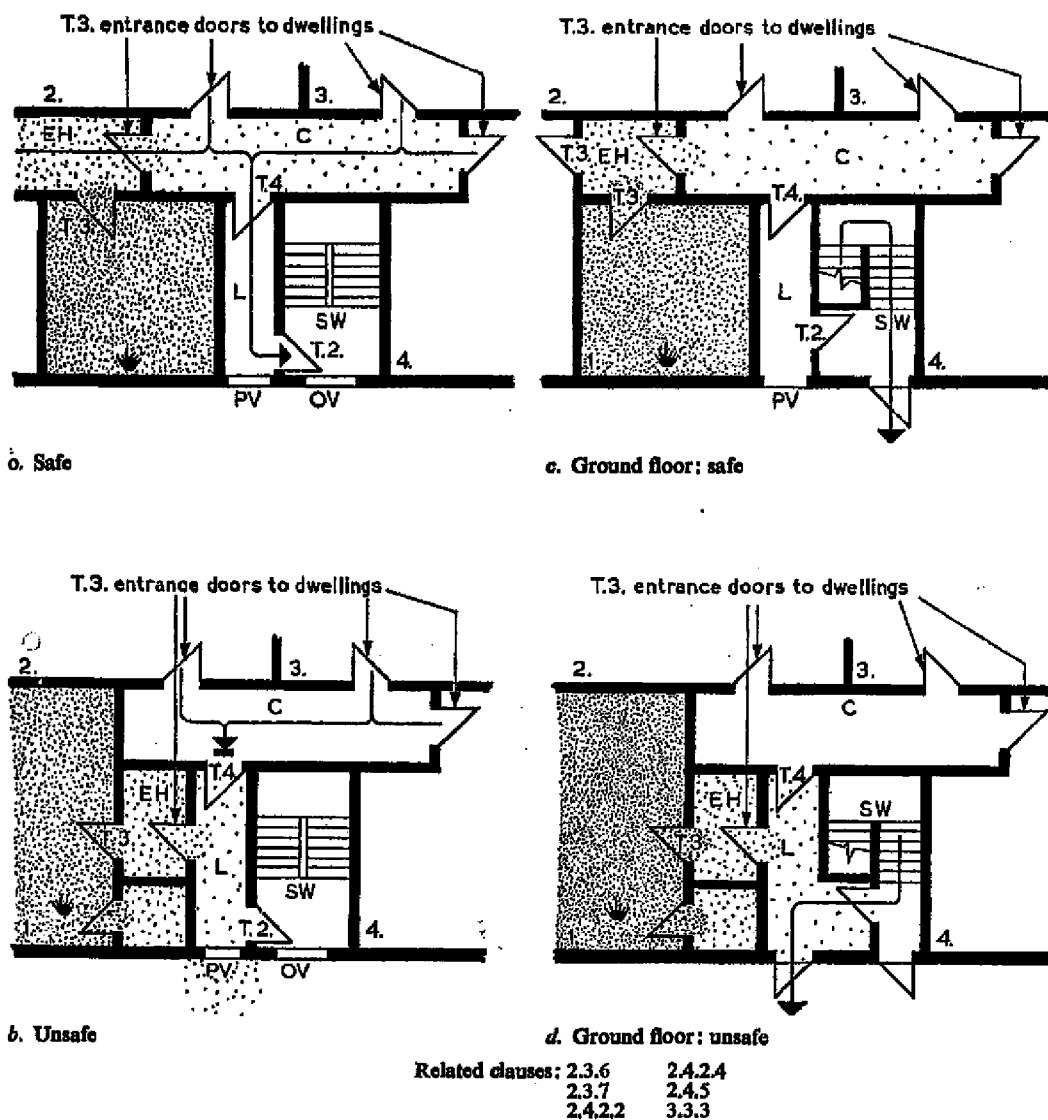 T.3. entrance doors to dwellings
2. 3.
EH C
T.4.
T.3.
L
SW
T.2.
4.
PV OV
o. Safe
T.3. entrance doors to dwellings
2. 3.
T.3. EH C
T.3. T.4.
L
T.2. SW
1. 4.
PV
c. Ground floor: safe
T.3. entrance doors to dwellings
2. 3.
C
T.4.
EH
T.3.
L
SW
1. T.2. 4.
PV OV
b. Unsafe
T.3. entrance doors to dwellings
2. 3.
C
T.4.
EH SW
T.3. L
1. 4.
d. Ground floor: unsafe
Related clauses: 2.3.6 2.4.2.4
2.3.7 2.4.5
2.4.2.2 3.3.3